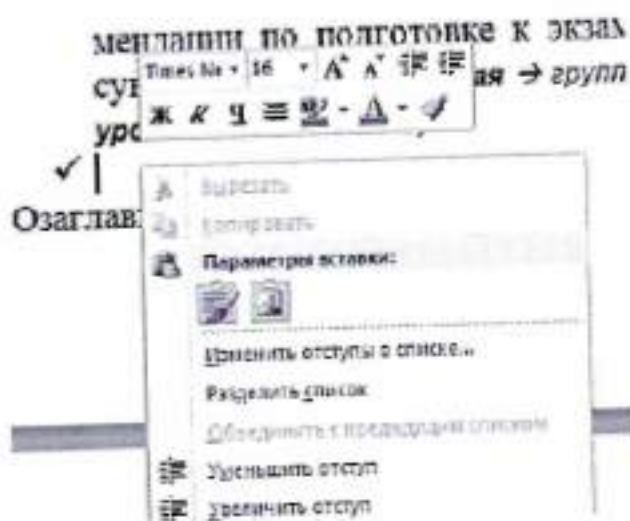 мендации по подготовке к экзам
Times Ne 16 A A
сун ая → групп
Ж К Ч
уро
Озаглав
Вырезать
Копировать
Параметры вставки:
Изменить отступы в списке...
Разделить список
Объединить с предыдущим списком
Уменьшить отступ
Увеличить отступ